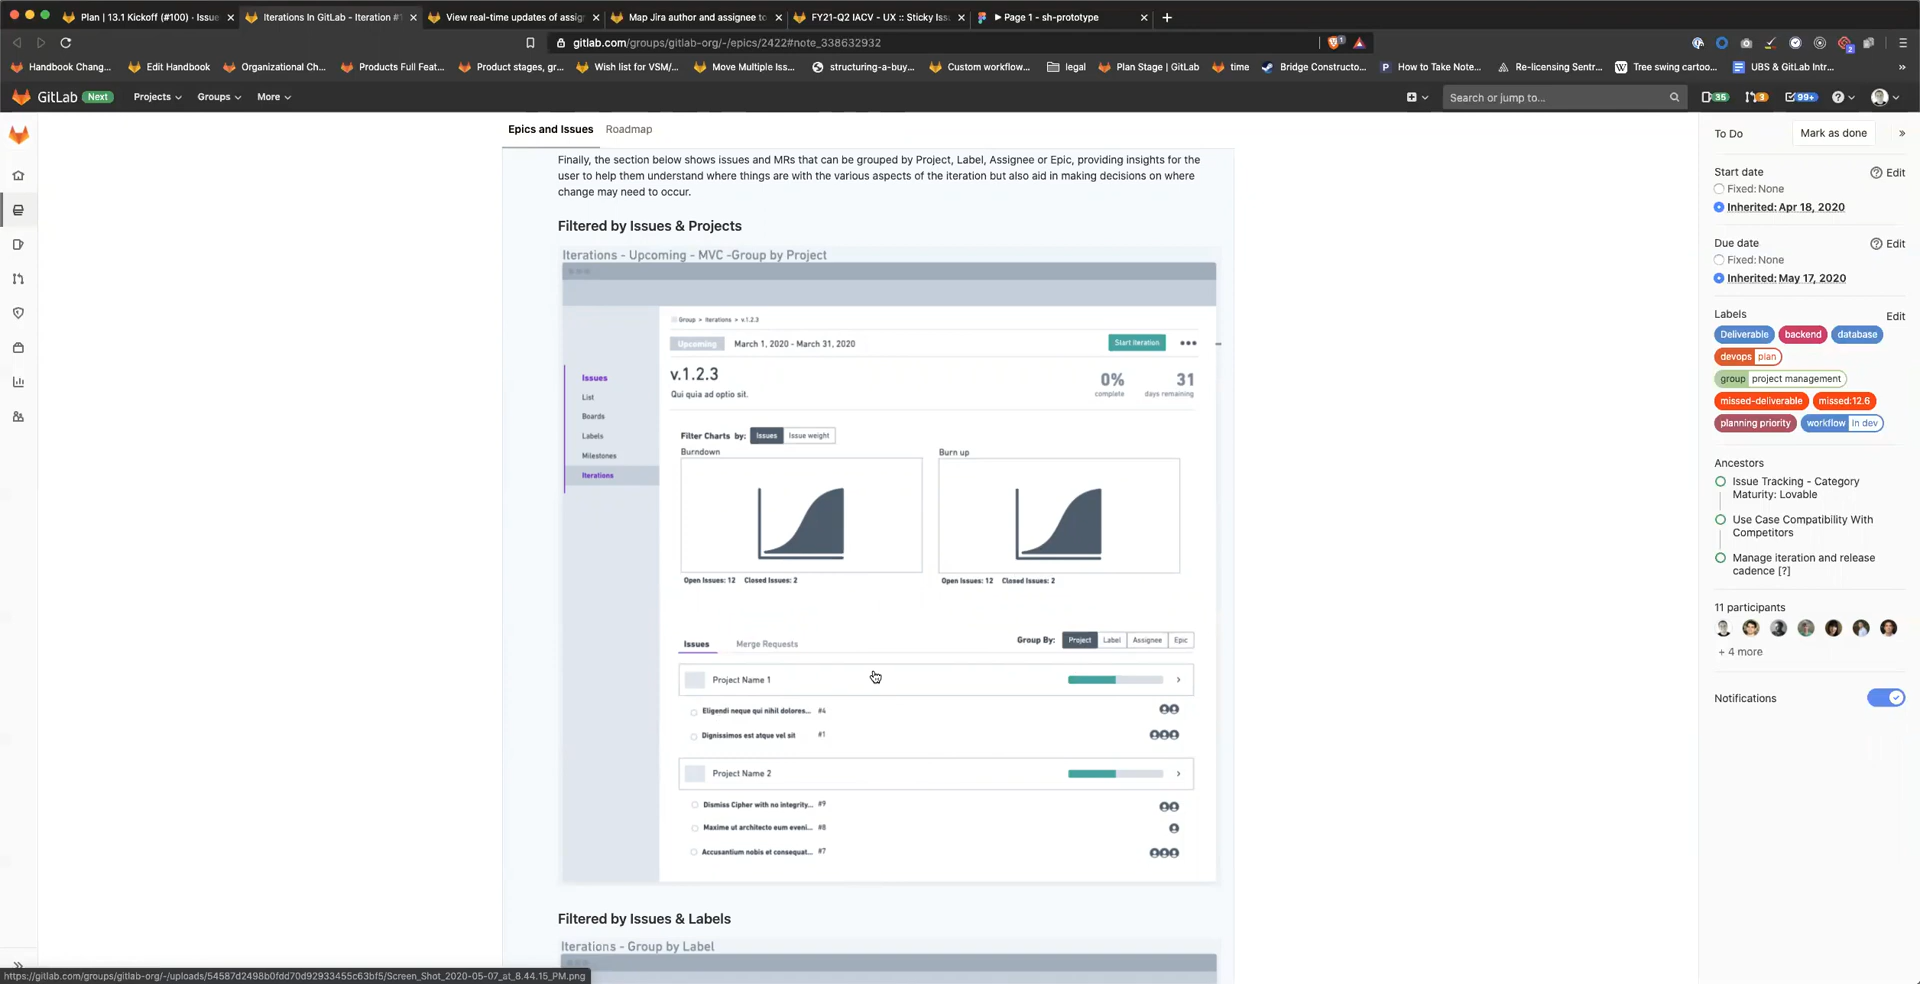 Plan | 13.1 Kickoff (#100) · Issue
Iterations In GitLab - Iteration #1
View real-time updates of assig
Map Jira author and assignee to
FY21-Q2 IACV - UX :: Sticky Iss
Page 1 - sh-prototype
gitlab.com/groups/gitlab-org/-/epics/2422#note_338632932
Handbook Chang...
Edit Handbook
Organizational Ch...
Products Full Feat...
Product stages, gr...
Wish list for VSM/...
Move Multiple Iss...
structuring-a-buy...
Custom workflow...
legal
Plan Stage | GitLab
time
Bridge Constructo...
How to Take Note...
Re-licensing Sentr...
Tree swing cartoo...
UBS & GitLab Intr...
GitLab Next Projects Groups More
Search or jump to...
35
3
99+
Epics and Issues Roadmap
Finally, the section below shows issues and MRs that can be grouped by Project, Label, Assignee or Epic, providing insights for the
user to help them understand where things are with the various aspects of the iteration but also aid in making decisions on where
change may need to occur.
Filtered by Issues & Projects
Iterations - Upcoming - MVC -Group by Project
Group > Iterations > v.1.2.3
Upcoming March 1, 2020 - March 31, 2020 Start iteration
v.1.2.3
Qui quia ad optio sit.
0% complete
31 days remaining
Issues
List
Boards
Labels
Milestones
Iterations
Filter Charts by: Issues Issue weight
Burndown Burn up
Open Issues: 12 Closed Issues: 2
Open Issues: 12 Closed Issues: 2
Issues Merge Requests Group By: Project Label Assignee Epic
Project Name 1
Eligendi neque qui nihil dolores... #4
Dignissimos est atque vel sit #1
Project Name 2
Dismiss Cipher with no integrity... #9
Maxime ut architecto eum eveni... #8
Accusantium nobis et consequat... #7
Filtered by Issues & Labels
Iterations - Group by Label
To Do Mark as done
Start date Edit
Fixed: None
Inherited: Apr 18, 2020
Due date Edit
Fixed: None
Inherited: May 17, 2020
Labels Edit
Deliverable backend database
devops plan
group project management
missed-deliverable missed:12.6
planning priority workflow In dev
Ancestors
Issue Tracking - Category
Maturity: Lovable
Use Case Compatibility With
Competitors
Manage iteration and release
cadence [?]
11 participants
+ 4 more
Notifications
https://gitlab.com/groups/gitlab-org/-/uploads/54587d2498b0fdd70d92933455c63bf5/Screen_Shot_2020-05-07_at_8.44.15_PM.png